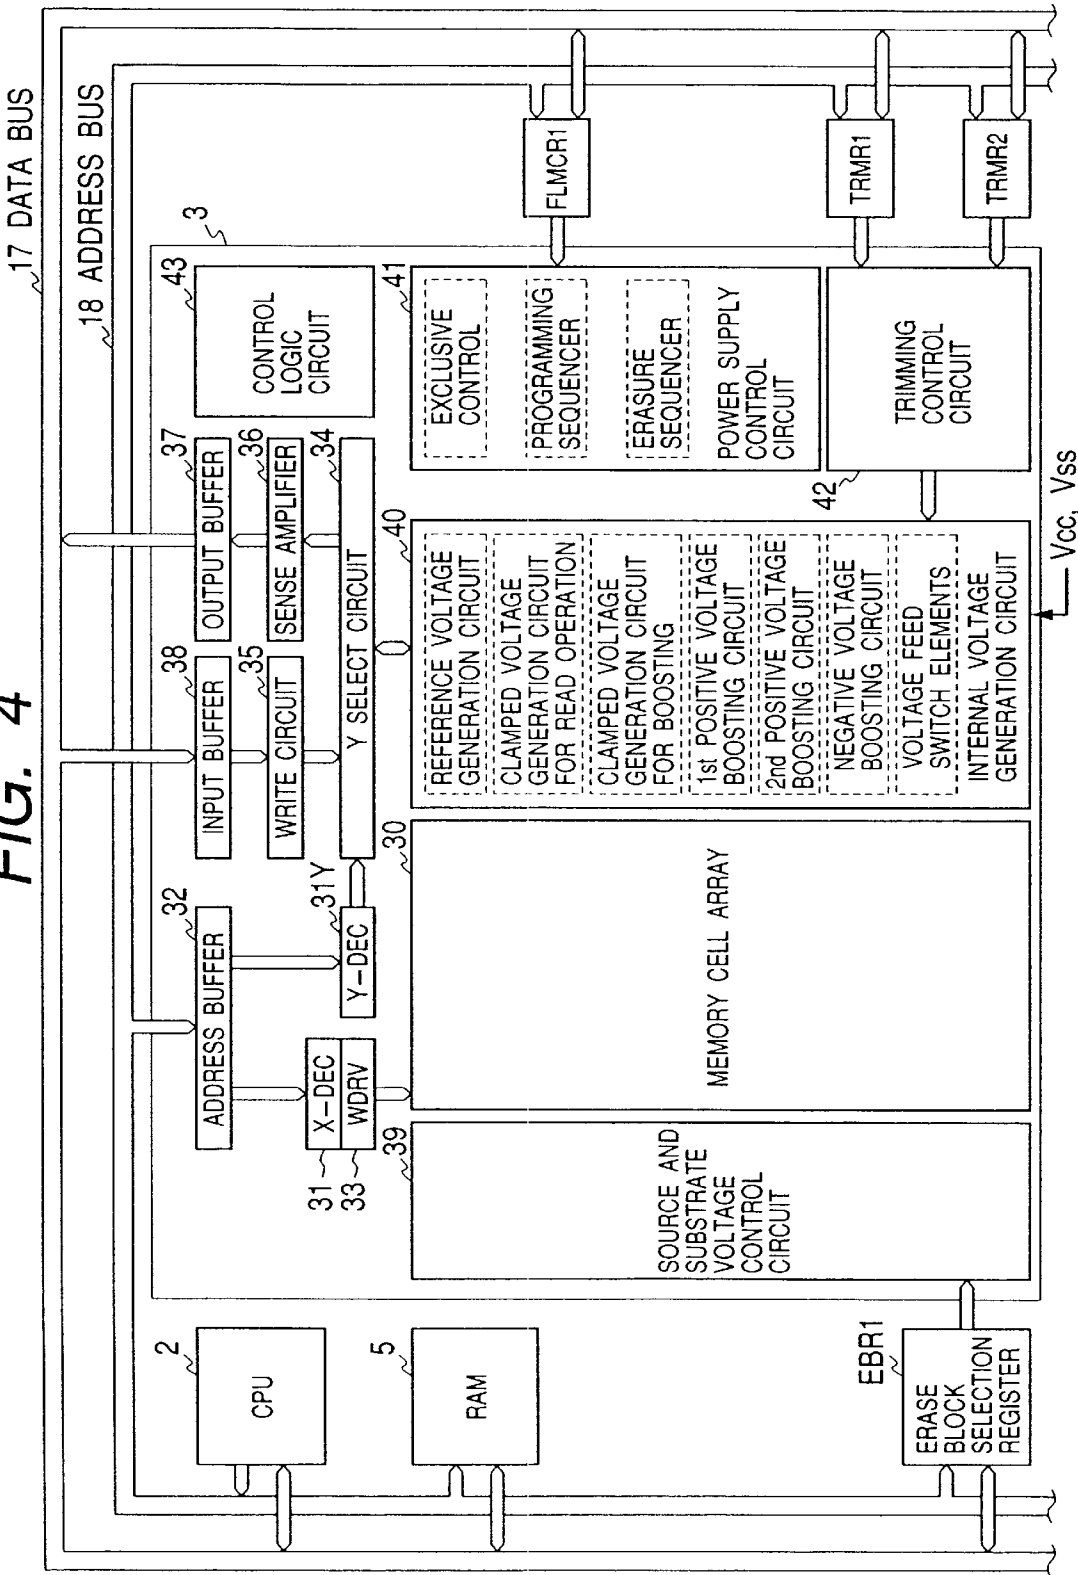 FIG. 4
17 DATA BUS
18 ADDRESS BUS
3
2
CPU
5
RAM
EBR1
ERASE
BLOCK
SELECTION
REGISTER
32
ADDRESS BUFFER
31
X-DEC
33
WDRV
31Y
Y-DEC
38
INPUT BUFFER
35
WRITE CIRCUIT
37
OUTPUT BUFFER
36
SENSE AMPLIFIER
34
Y SELECT CIRCUIT
43
CONTROL
LOGIC
CIRCUIT
39
SOURCE AND
SUBSTRATE
VOLTAGE
CONTROL
CIRCUIT
30
MEMORY CELL ARRAY
40
REFERENCE VOLTAGE
GENERATION CIRCUIT
CLAMPED VOLTAGE
GENERATION CIRCUIT
FOR READ OPERATION
CLAMPED VOLTAGE
GENERATION CIRCUIT
FOR BOOSTING
1st POSITIVE VOLTAGE
BOOSTING CIRCUIT
2nd POSITIVE VOLTAGE
BOOSTING CIRCUIT
NEGATIVE VOLTAGE
BOOSTING CIRCUIT
VOLTAGE FEED
SWITCH ELEMENTS
INTERNAL VOLTAGE
GENERATION CIRCUIT
Vcc, Vss
41
EXCLUSIVE
CONTROL
PROGRAMMING
SEQUENCER
ERASURE
SEQUENCER
POWER SUPPLY
CONTROL
CIRCUIT
42
TRIMMING
CONTROL
CIRCUIT
FLMCR1
TRMR1
TRMR2